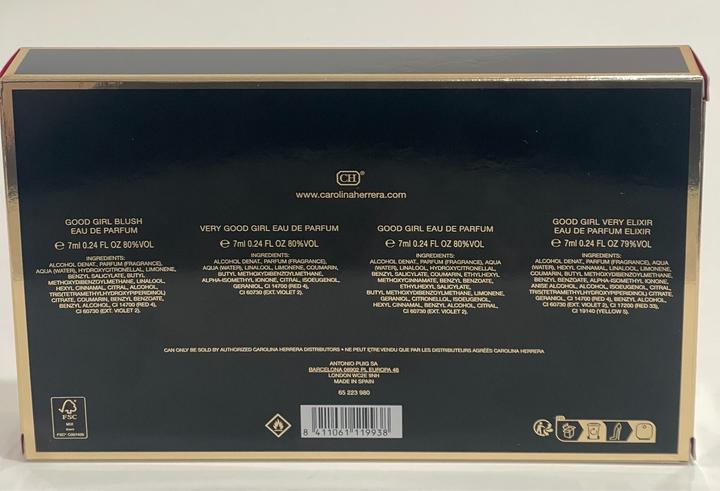 CH®
www.carolinaherrera.com
GOOD GIRL BLUSH
EAU DE PARFUM
℮ 7ml 0.24 FL OZ 80%VOL
INGREDIENTS:
ALCOHOL DENAT., PARFUM (FRAGRANCE),
AQUA (WATER), HYDROXYCITRONELLAL, LIMONENE,
BENZYL SALICYLATE, BUTYL
METHOXYDIBENZOYLMETHANE, LINALOOL,
HEXYL CINNAMAL, CITRAL, ALCOHOL,
TRIS(TETRAMETHYLHYDROXYPIPERIDINOL)
CITRATE, COUMARIN, BENZYL BENZOATE,
BENZYL ALCOHOL, CI 14700 (RED 4),
CI 60730 (EXT. VIOLET 2).
VERY GOOD GIRL EAU DE PARFUM
℮ 7ml 0.24 FL OZ 80%VOL
INGREDIENTS:
ALCOHOL DENAT., PARFUM (FRAGRANCE),
AQUA (WATER), LINALOOL, LIMONENE, COUMARIN,
BUTYL METHOXYDIBENZOYLMETHANE,
ALPHA-ISOMETHYL IONONE, CITRAL, ISOEUGENOL,
GERANIOL, CI 14700 (RED 4),
CI 60730 (EXT. VIOLET 2).
GOOD GIRL EAU DE PARFUM
℮ 7ml 0.24 FL OZ 80%VOL
INGREDIENTS:
ALCOHOL DENAT., PARFUM (FRAGRANCE), AQUA
(WATER), LINALOOL, HYDROXYCITRONELLAL,
BENZYL SALICYLATE, COUMARIN, ETHYLHEXYL
METHOXYCINNAMATE, BENZYL BENZOATE,
ETHYLHEXYL SALICYLATE,
BUTYL METHOXYDIBENZOYLMETHANE, LIMONENE,
GERANIOL, CITRONELLOL, ISOEUGENOL,
HEXYL CINNAMAL, BENZYL ALCOHOL, CITRAL,
CI 60730 (EXT. VIOLET 2).
GOOD GIRL VERY ELIXIR
EAU DE PARFUM ELIXIR
℮ 7ml 0.24 FL OZ 79%VOL
INGREDIENTS:
ALCOHOL DENAT., PARFUM (FRAGRANCE), AQUA
(WATER), HEXYL CINNAMAL, LINALOOL, LIMONENE,
COUMARIN, BUTYL METHOXYDIBENZOYLMETHANE,
BENZYL BENZOATE, ALPHA-ISOMETHYL IONONE,
ANISE ALCOHOL, ALCOHOL, ISOEUGENOL, CITRAL,
TRIS(TETRAMETHYLHYDROXYPIPERIDINOL) CITRATE,
GERANIOL, CI 14700 (RED 4), BENZYL ALCOHOL,
CI 60730 (EXT. VIOLET 2), CI 17200 (RED 33),
CI 19140 (YELLOW 5).
CAN ONLY BE SOLD BY AUTHORIZED CAROLINA HERRERA DISTRIBUTORS • NE PEUT ETRE VENDU QUE PAR LES DISTRIBUTEURS AGRÉÉS CAROLINA HERRERA
ANTONIO PUIG SA
BARCELONA 08902 PL EUROPA 46
LONDON WC2E 9NH
MADE IN SPAIN
65 223 980
FSC
MIX
8 411061 119938